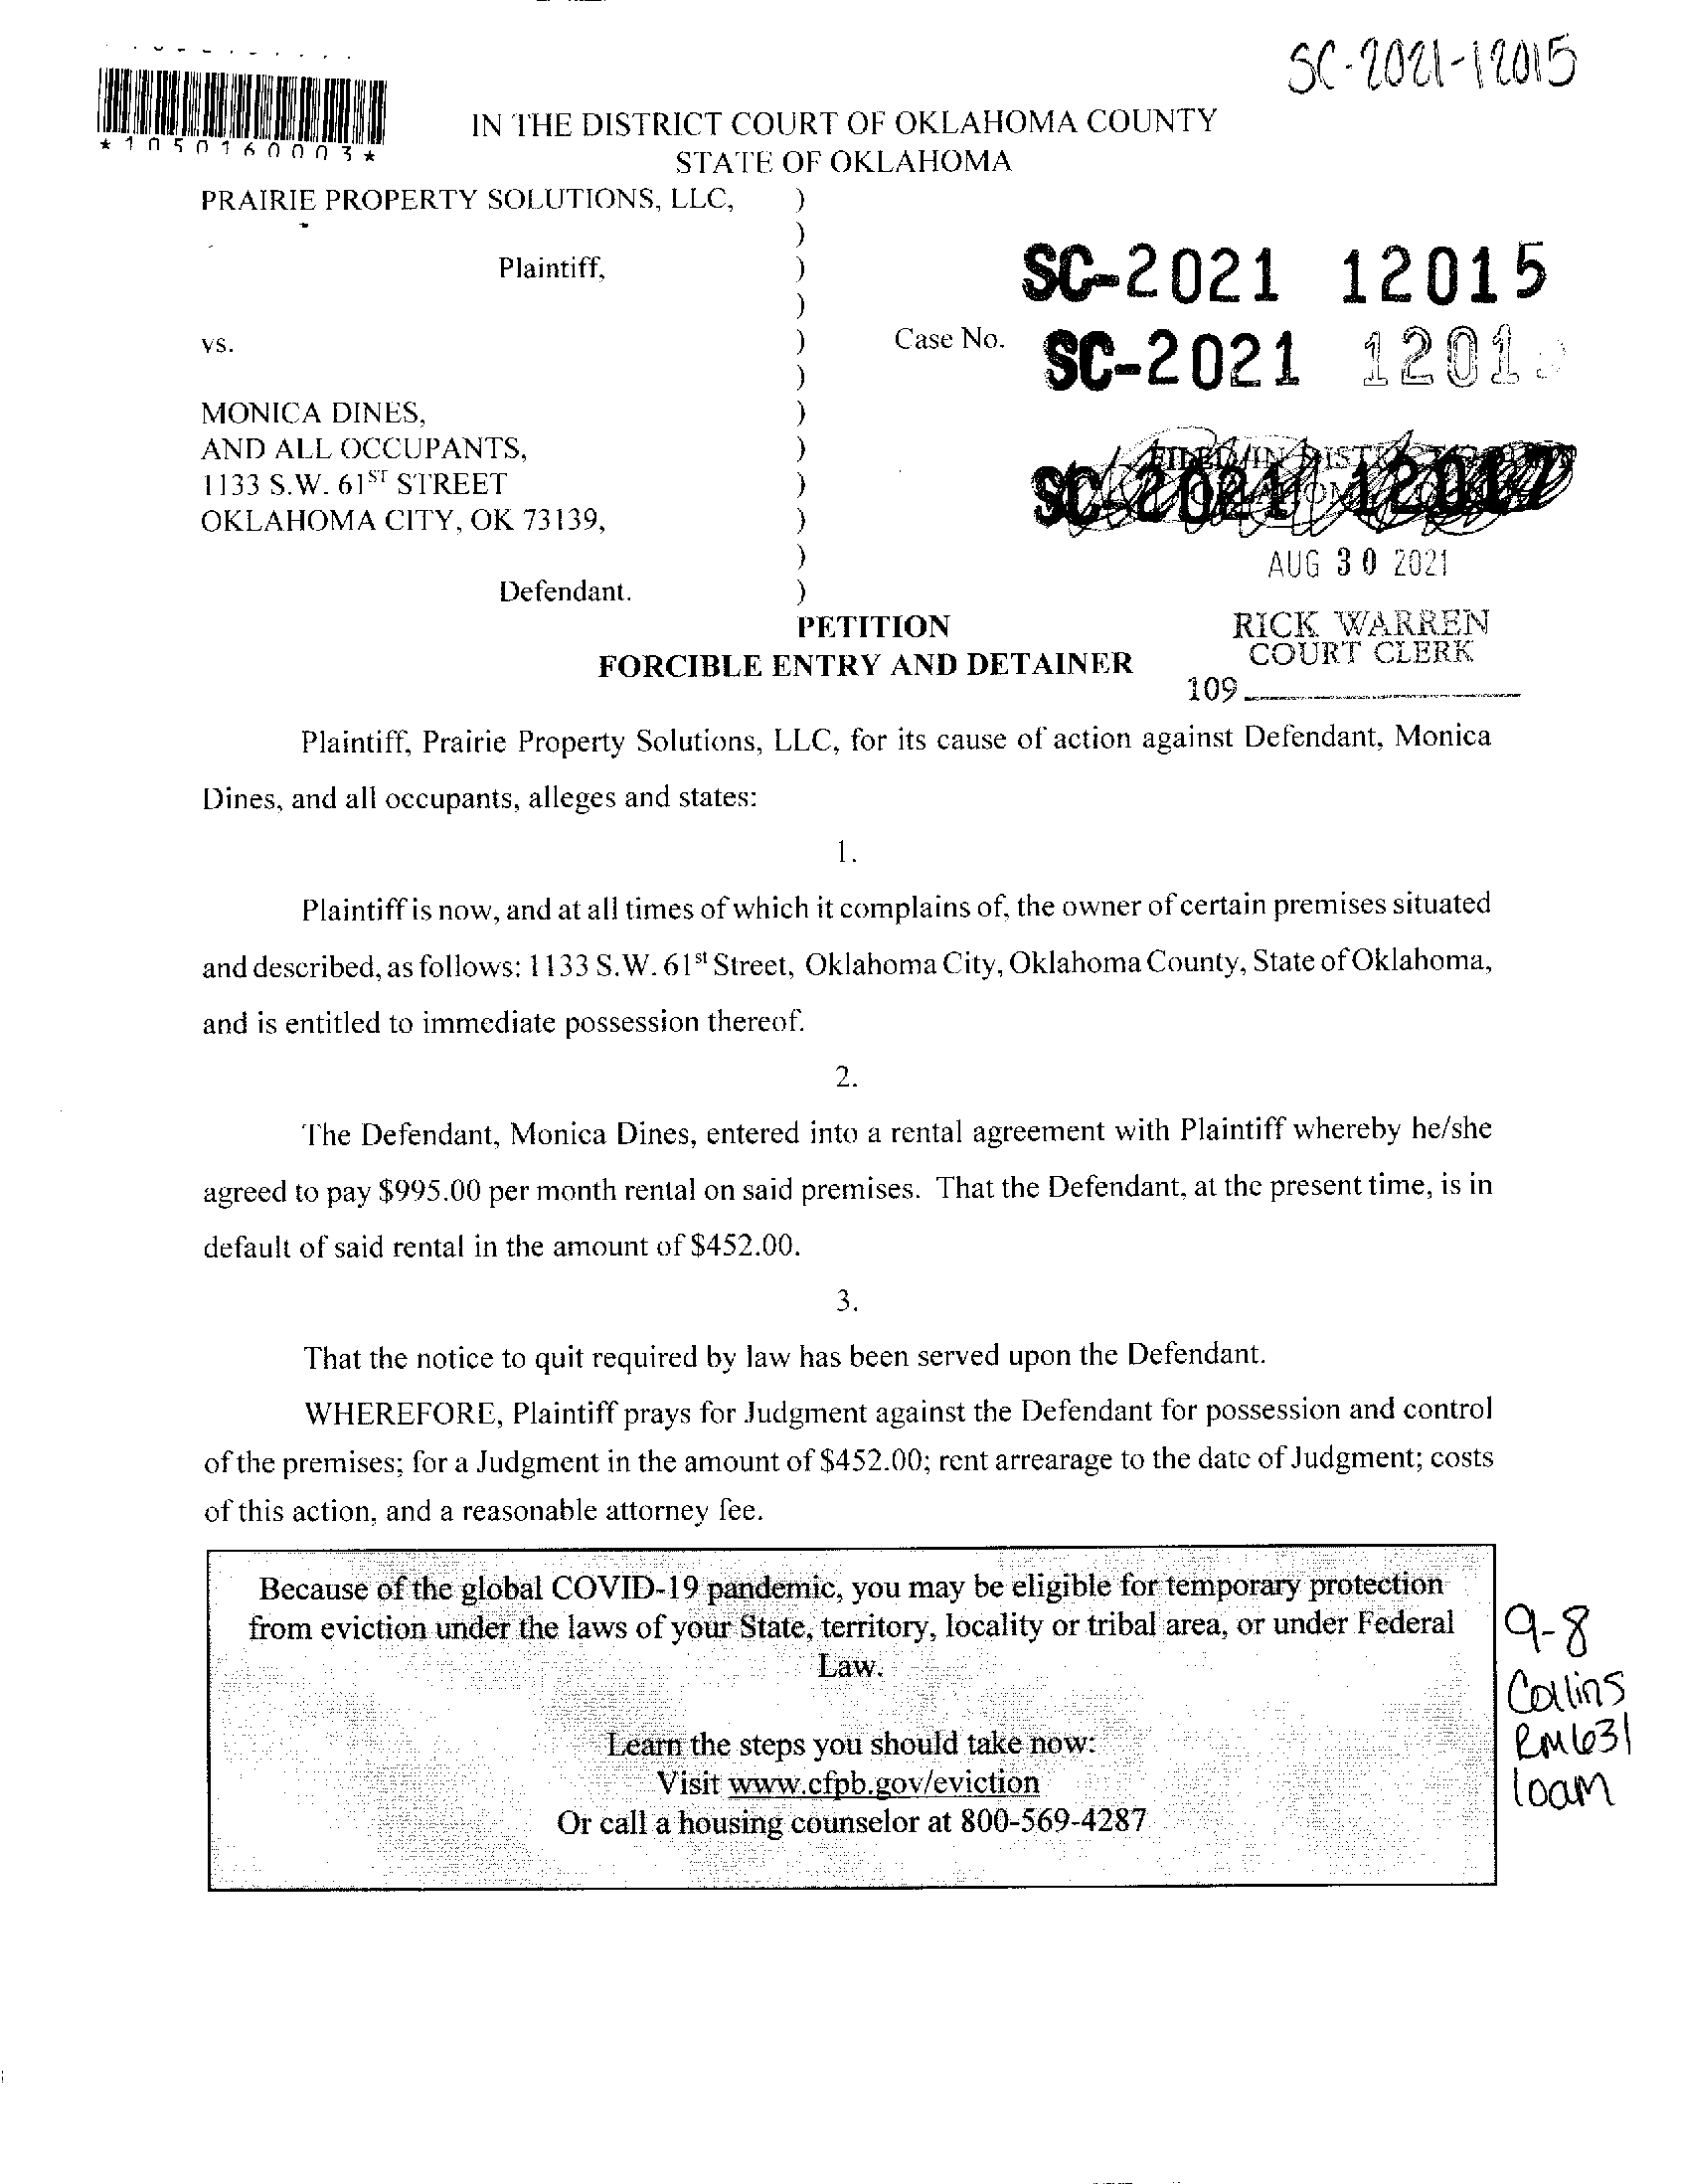 SC-2021-12015
*1050160003*
IN THE DISTRICT COURT OF OKLAHOMA COUNTY
STATE OF OKLAHOMA
PRAIRIE PROPERTY SOLUTIONS, LLC, )
)
Plaintiff, )
SC-2021 12015
)
vs. ) Case No. SC-2021 1201
)
MONICA DINES, )
AND ALL OCCUPANTS, )
1133 S.W. 61ST STREET )
SC-2021 12017
OKLAHOMA CITY, OK 73139, )
)
AUG 30 2021
Defendant. )
PETITION
RICK WARREN
FORCIBLE ENTRY AND DETAINER
COURT CLERK
109
Plaintiff, Prairie Property Solutions, LLC, for its cause of action against Defendant, Monica
Dines, and all occupants, alleges and states:
1.
Plaintiff is now, and at all times of which it complains of, the owner of certain premises situated
and described, as follows: 1133 S.W. 61st Street, Oklahoma City, Oklahoma County, State of Oklahoma,
and is entitled to immediate possession thereof.
2.
The Defendant, Monica Dines, entered into a rental agreement with Plaintiff whereby he/she
agreed to pay $995.00 per month rental on said premises. That the Defendant, at the present time, is in
default of said rental in the amount of $452.00.
3.
That the notice to quit required by law has been served upon the Defendant.
WHEREFORE, Plaintiff prays for Judgment against the Defendant for possession and control
of the premises; for a Judgment in the amount of $452.00; rent arrearage to the date of Judgment; costs
of this action, and a reasonable attorney fee.
Because of the global COVID-19 pandemic, you may be eligible for temporary protection
from eviction under the laws of your State, territory, locality or tribal area, or under Federal
Law.
Learn the steps you should take now:
Visit www.cfpb.gov/eviction
Or call a housing counselor at 800-569-4287
9-8
Collins
RM631
10am